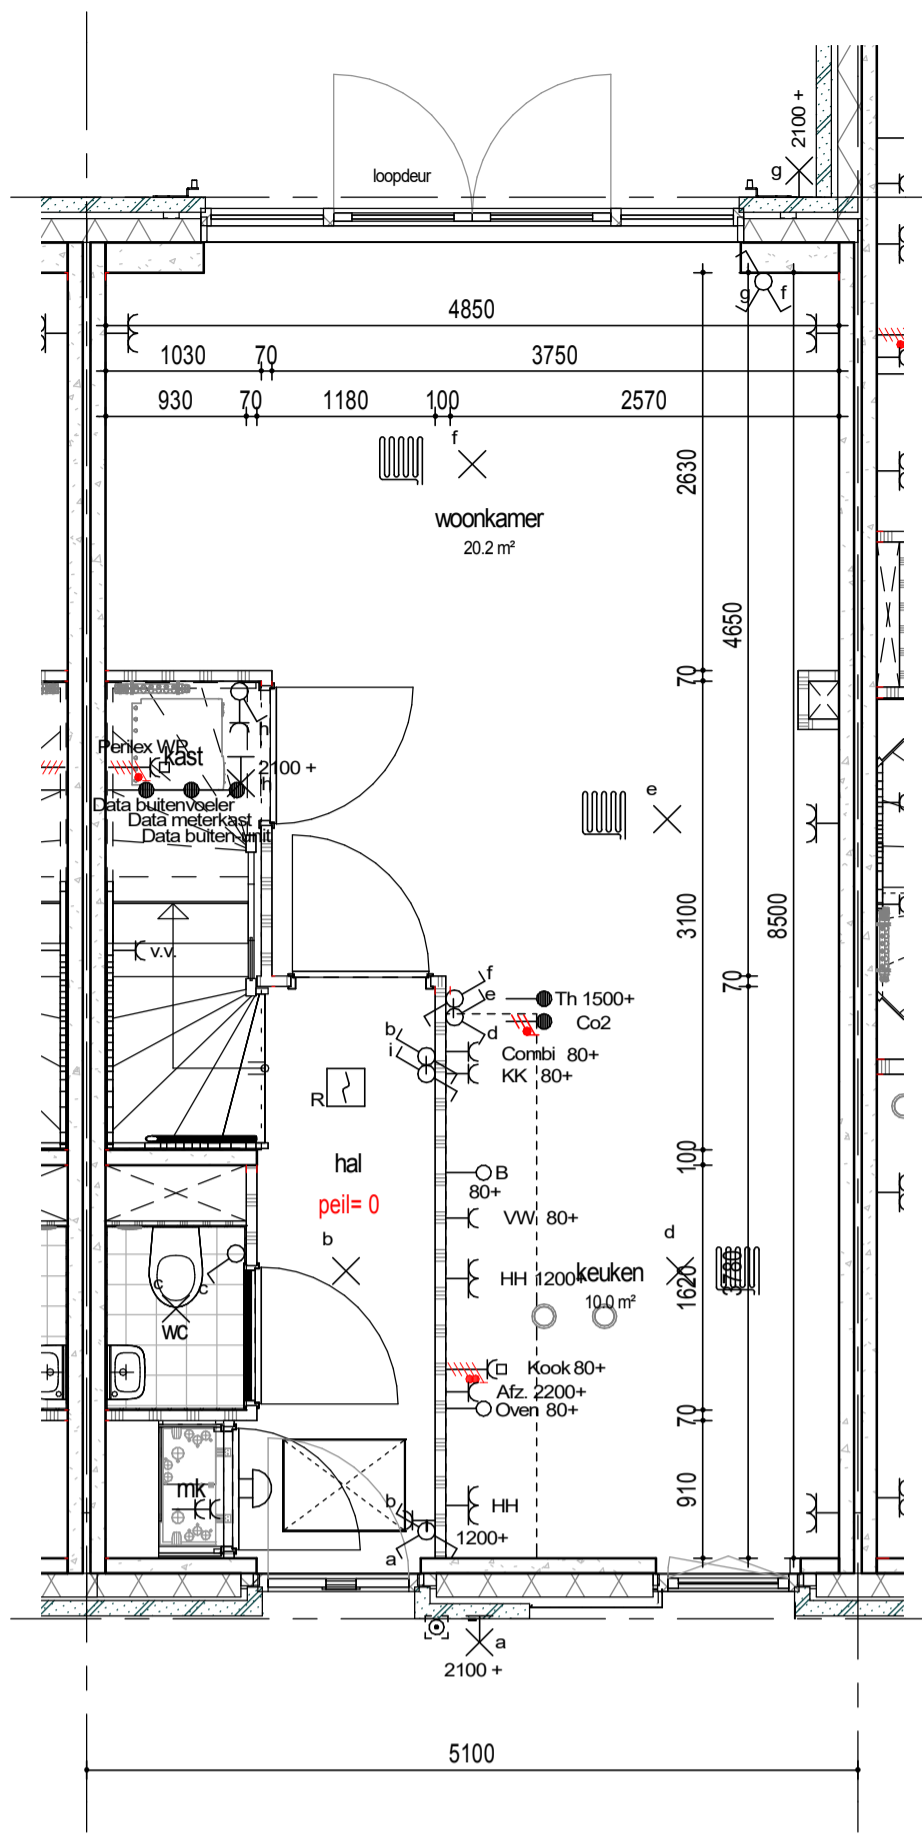 2100 +
g
loopdeur
g
f
4850
1030
70
3750
930
70
1180
100
2570
f
2630
woonkamer
20.2 m²
4650
70
h
Perilex WP
kast
2100 +
h
e
Data buitenvoeler
Data meterkast
Data buiten-unit
3100
8500
v.v.
70
f
e
Th 1500+
Co2
d
b
i
Combi 80+
KK 80+
R
hal
100
B
80+
peil= 0
VW 80+
b
d
HH 1200+
keuken
10.0 m²
1620
3780
c
c
wc
Kook 80+
Afz. 2200+
Oven 80+
70
mk
b
HH
910
1200+
a
a
2100 +
5100